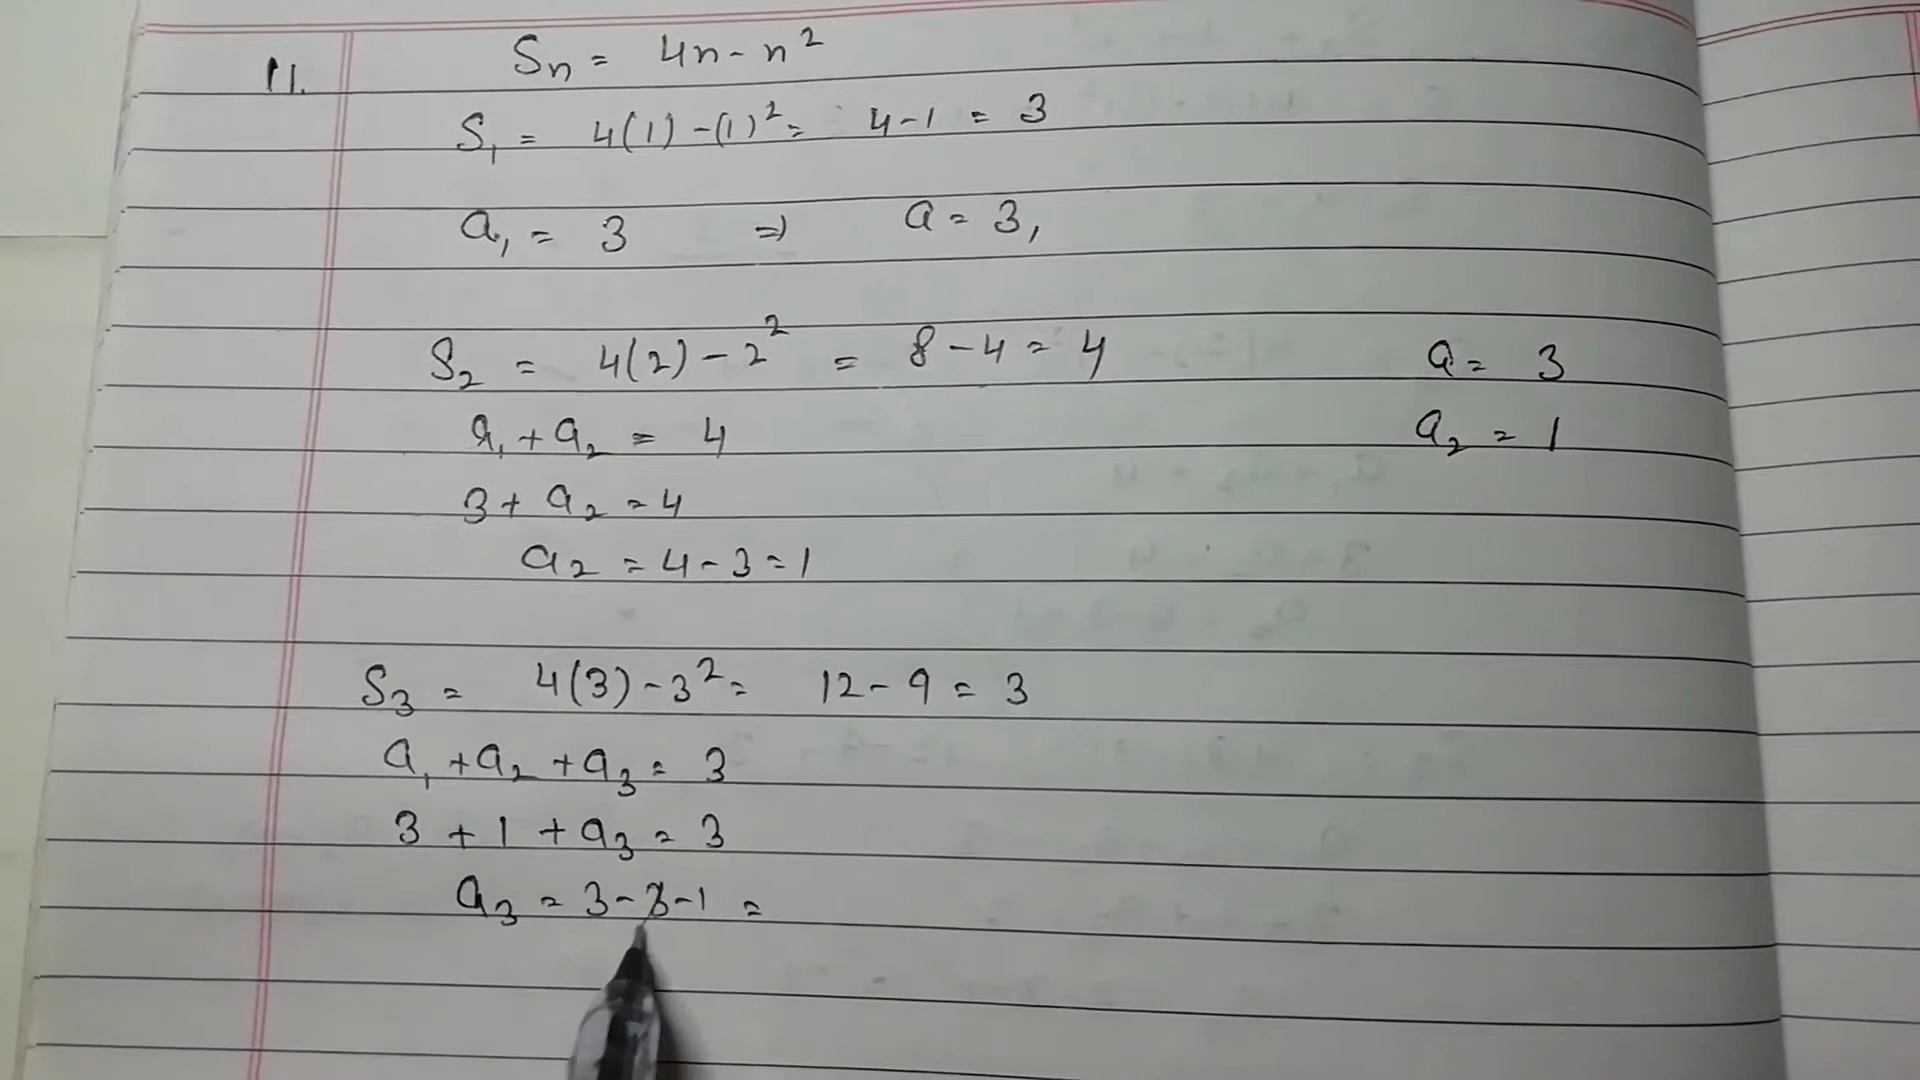 11. Sₙ = 4n - n²
S₁ = 4(1) - (1)² = 4 - 1 = 3
a₁ = 3 ⇒ a = 3,
S₂ = 4(2) - 2² = 8 - 4 = 4
a₁ + a₂ = 4
3 + a₂ = 4
a₂ = 4 - 3 = 1
a = 3
a₂ = 1
S₃ = 4(3) - 3² = 12 - 9 = 3
a₁ + a₂ + a₃ = 3
3 + 1 + a₃ = 3
a₃ = 3 - 3 - 1 =